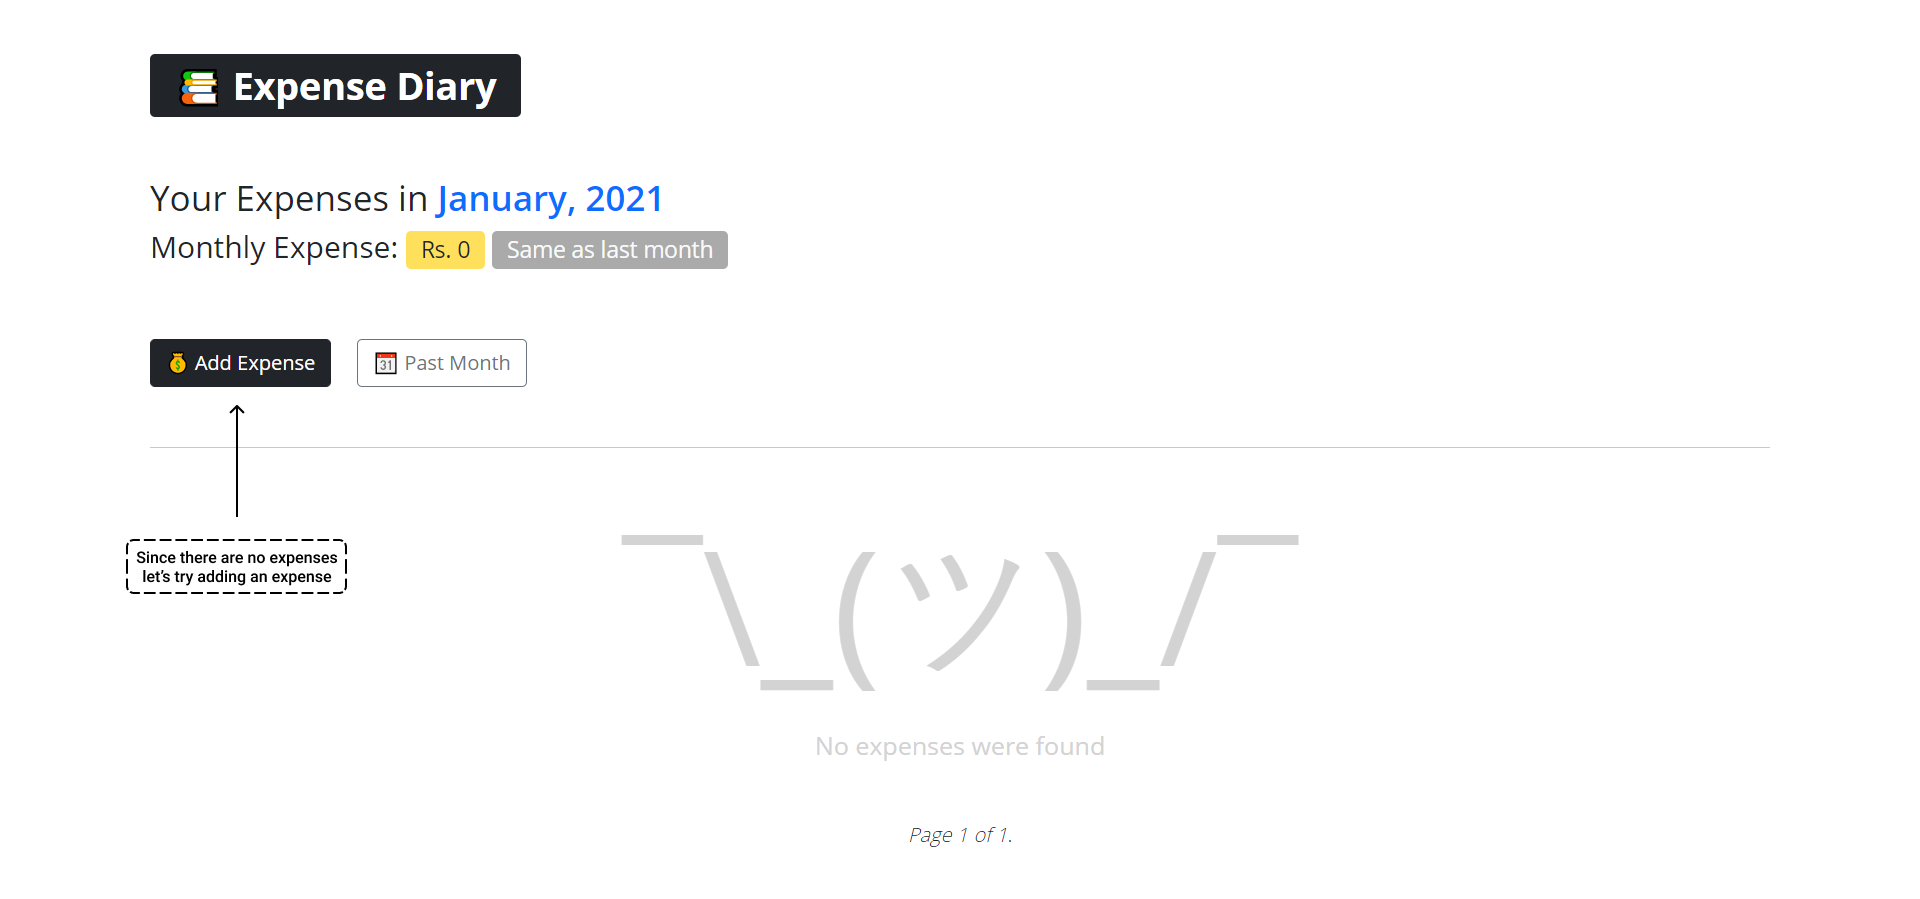 📚 Expense Diary
Your Expenses in January, 2021
Monthly Expense: Rs. 0 Same as last month
💰 Add Expense 📅 31 Past Month
Since there are no expenses
let's try adding an expense
¯\_(ツ)_/¯
No expenses were found
Page 1 of 1.